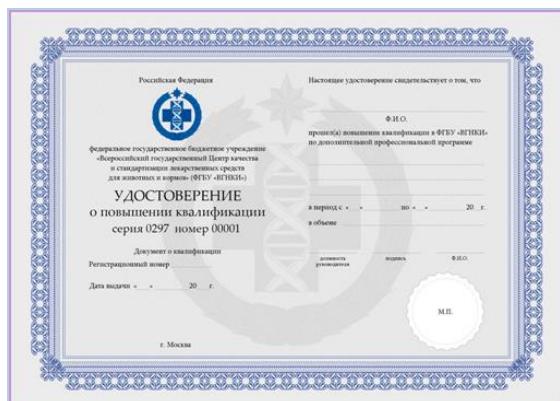 Российская Федерация
федеральное государственное бюджетное учреждение
«Всероссийский государственный Центр качества
и стандартизации лекарственных средств
для животных и кормов» (ФГБУ «ВГНКИ»)
УДОСТОВЕРЕНИЕ
о повышении квалификации
серия 0297 номер 00001
Документ о квалификации
Регистрационный номер
Дата выдачи « » 20 г.
г. Москва
Настоящее удостоверение свидетельствует о том, что
Ф.И.О.
прошел(а) повышении квалификации в ФГБУ «ВГНКИ»
по дополнительной профессиональной программе
в период с « » по « » 20 г.
в объеме
должность
руководителя
подпись
Ф.И.О.
М.П.